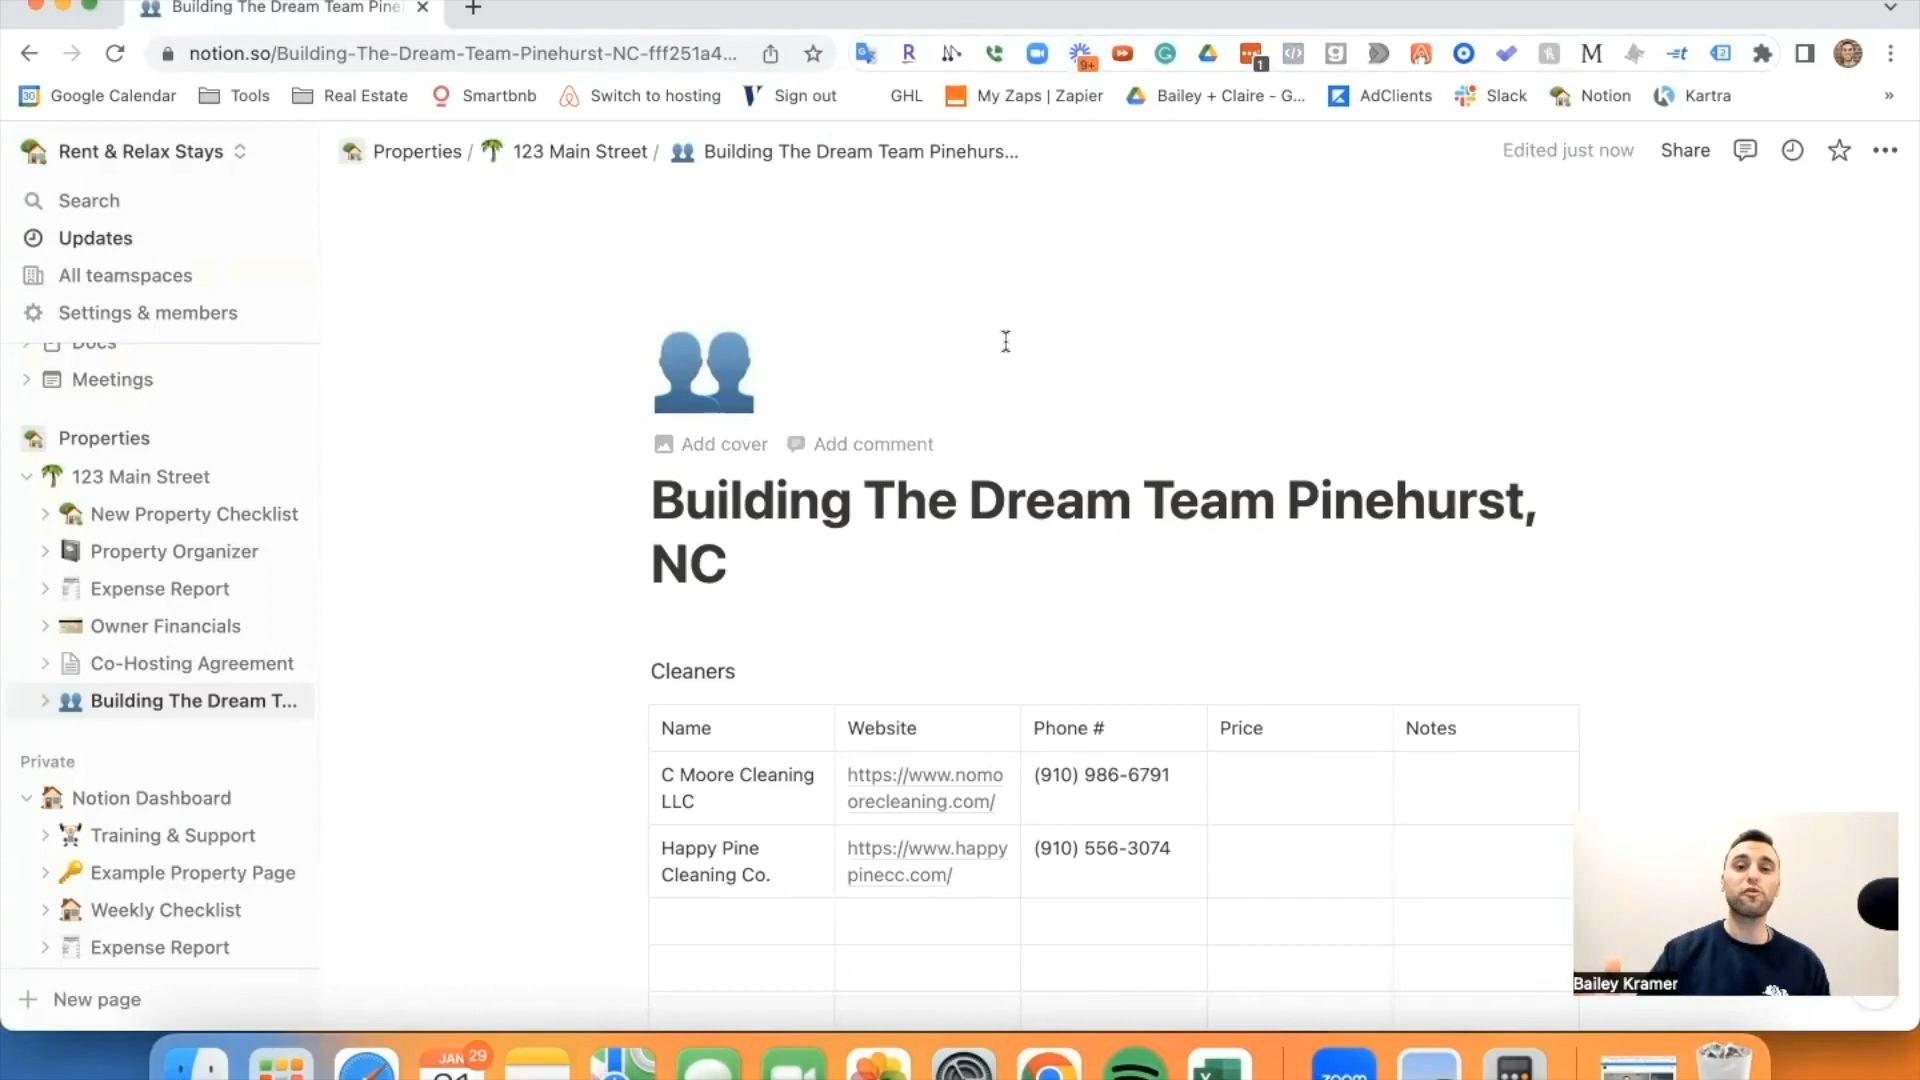 Building The Dream Team Pine
notion.so/Building-The-Dream-Team-Pinehurst-NC-fff251a4...
9+
1
30 Google Calendar Tools Real Estate Smartbnb Switch to hosting Sign out GHL My Zaps | Zapier Bailey + Claire - G... AdClients Slack Notion Kartra »
Rent & Relax Stays
Properties / 123 Main Street / Building The Dream Team Pinehurs...
Edited just now Share
Search
Updates
All teamspaces
Settings & members
Docs
Meetings
Properties
123 Main Street
New Property Checklist
Property Organizer
Expense Report
Owner Financials
Co-Hosting Agreement
Building The Dream T...
Private
Notion Dashboard
Training & Support
Example Property Page
Weekly Checklist
Expense Report
New page
Add cover Add comment
Building The Dream Team Pinehurst,
NC
Cleaners
Name Website Phone # Price Notes
C Moore Cleaning
LLC
https://www.nomo
orecleaning.com/
(910) 986-6791
Happy Pine
Cleaning Co.
https://www.happy
pinecc.com/
(910) 556-3074
Bailey Kramer
JAN 29
zoom